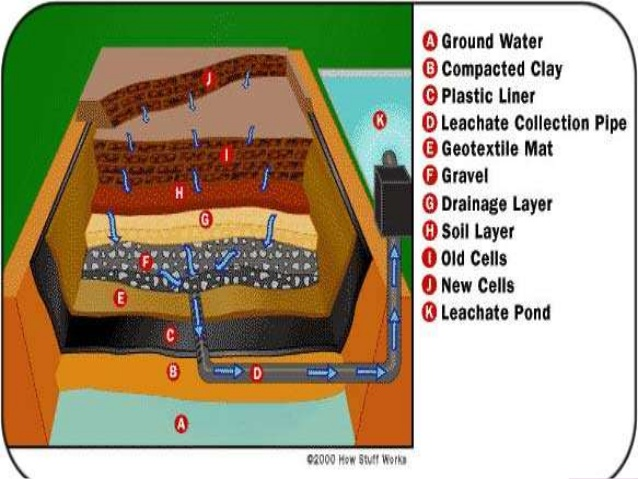 A Ground Water
B Compacted Clay
C Plastic Liner
D Leachate Collection Pipe
E Geotextile Mat
F Gravel
G Drainage Layer
H Soil Layer
I Old Cells
J New Cells
K Leachate Pond
J
K
I
H
G
F
E
C
B
D
A
©2000 How Stuff Works